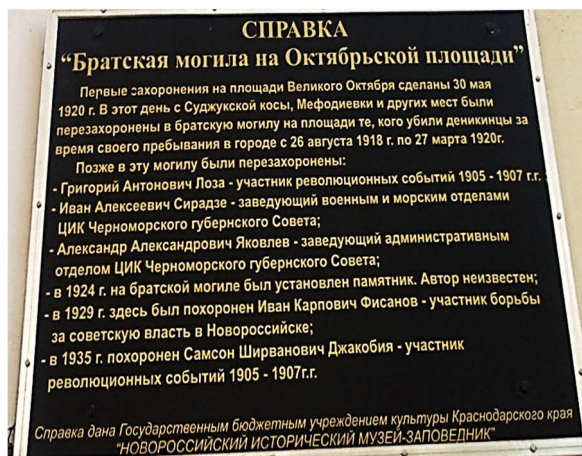 СПРАВКА
“Братская могила на Октябрьской площади”
Первые захоронения на площади Великого Октября сделаны 30 мая
1920 г. В этот день с Суджукской косы, Мефодиевки и других мест были
перезахоронены в братскую могилу на площади те, кого убили деникинцы за
время своего пребывания в городе с 26 августа 1918 г. по 27 марта 1920г.
Позже в эту могилу были перезахоронены:
- Григорий Антонович Лоза - участник революционных событий 1905 - 1907 г.г.;
- Иван Алексеевич Сирадзе - заведующий военным и морским отделами
ЦИК Черноморского губернского Совета;
- Александр Александрович Яковлев - заведующий административным
отделом ЦИК Черноморского губернского Совета;
- в 1924 г. на братской могиле был установлен памятник. Автор неизвестен;
- в 1929 г. здесь был похоронен Иван Карпович Фисанов - участник борьбы
за советскую власть в Новороссийске;
- в 1935 г. похоронен Самсон Ширванович Джакобия - участник
революционных событий 1905 - 1907г.г.
Справка дана Государственным бюджетным учреждением культуры Краснодарского края
“НОВОРОССИЙСКИЙ ИСТОРИЧЕСКИЙ МУЗЕЙ-ЗАПОВЕДНИК”